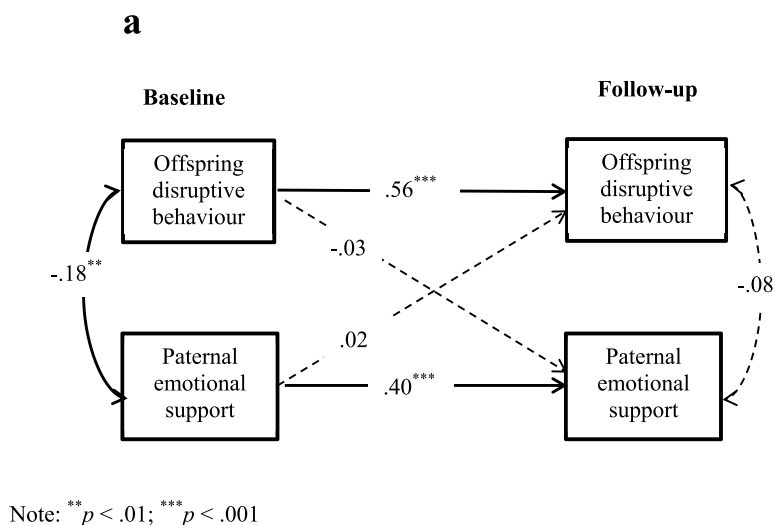 a
Baseline
Follow-up
Offspring
disruptive
behaviour
.56***
Offspring
disruptive
behaviour
-.18**
-.03
.02
-.08
Paternal
emotional
support
.40***
Paternal
emotional
support
Note: **p < .01; ***p < .001